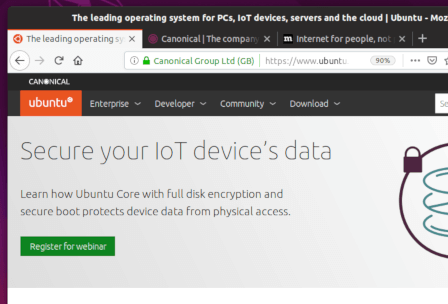 The leading operating system for PCs, IoT devices, servers and the cloud | Ubuntu - Moz
The leading operating sy × Canonical | The company × m Internet for people, not × +
Canonical Group Ltd (GB) https://www.ubuntu. 90% ...
CANONICAL
ubuntu® Enterprise Developer Community Download Se
Secure your IoT device's data
Learn how Ubuntu Core with full disk encryption and
secure boot protects device data from physical access.
Register for webinar